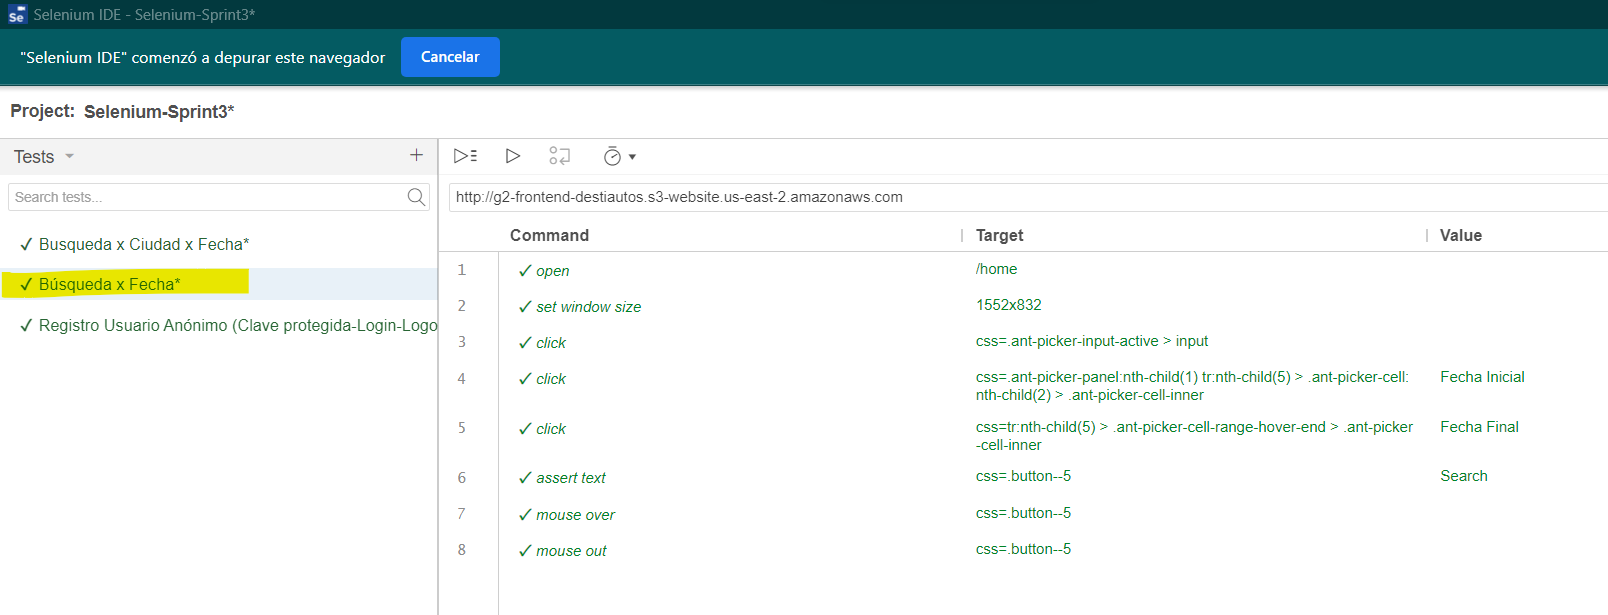 Se Selenium IDE - Selenium-Sprint3*
"Selenium IDE" comenzó a depurar este navegador Cancelar
Project: Selenium-Sprint3*
Tests
Search tests...
✓ Busqueda x Ciudad x Fecha*
✓ Búsqueda x Fecha*
✓ Registro Usuario Anónimo (Clave protegida-Login-Logo
http://g2-frontend-destiautos.s3-website.us-east-2.amazonaws.com
Command Target Value
1 ✓ open /home
2 ✓ set window size 1552x832
3 ✓ click css=.ant-picker-input-active > input
4 ✓ click css=.ant-picker-panel:nth-child(1) tr:nth-child(5) > .ant-picker-cell: Fecha Inicial
nth-child(2) > .ant-picker-cell-inner
5 ✓ click css=tr:nth-child(5) > .ant-picker-cell-range-hover-end > .ant-picker Fecha Final
-cell-inner
6 ✓ assert text css=.button--5 Search
7 ✓ mouse over css=.button--5
8 ✓ mouse out css=.button--5